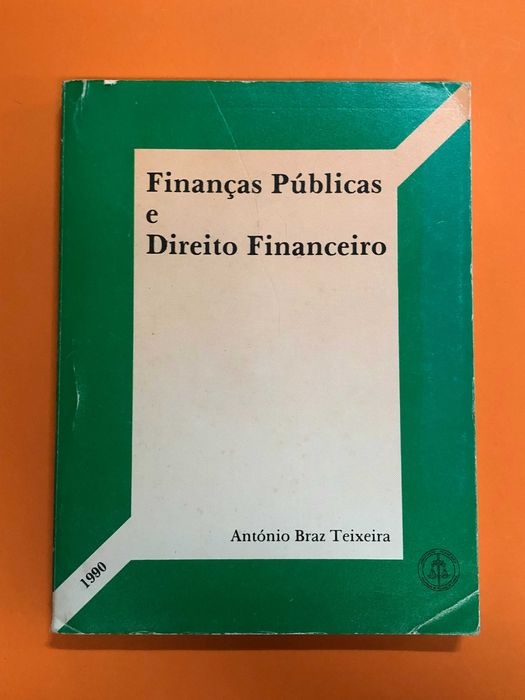 Finanças Públicas
e
Direito Financeiro
António Braz Teixeira
1990